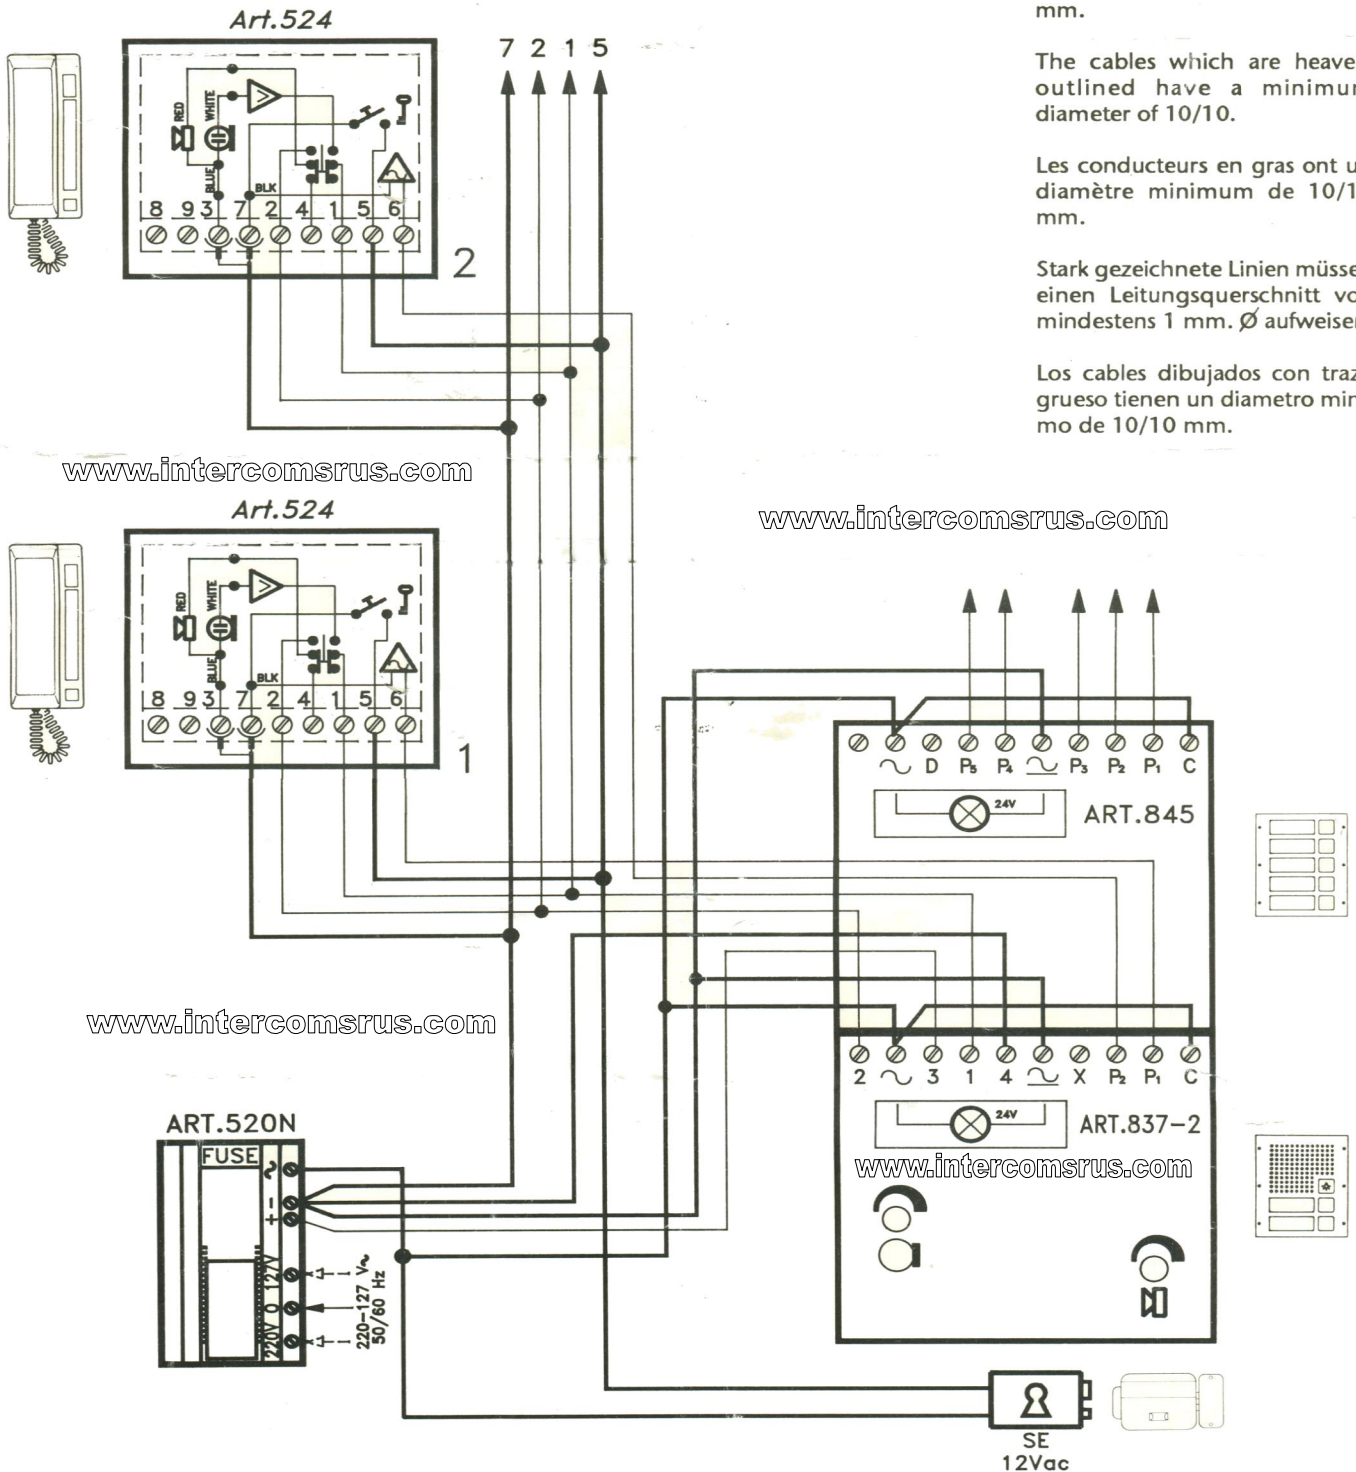 mm.
The cables which are heave
outlined have a minimum
diameter of 10/10.
Les conducteurs en gras ont u
diamètre minimum de 10/1
mm.
Stark gezeichnete Linien müsse
einen Leitungsquerschnitt vo
mindestens 1 mm. Ø aufweisen
Los cables dibujados con traz
grueso tienen un diametro min
mo de 10/10 mm.
Art.524
7 2 1 5
RED
WHITE
BLUE
BLK
8 9 3 7 2 4 1 5 6
2
www.intercomsrus.com
Art.524
www.intercomsrus.com
RED
WHITE
BLUE
BLK
8 9 3 7 2 4 1 5 6
1
~ D P5 P4 ~ P3 P2 P1 C
24V
ART.845
www.intercomsrus.com
2 ~ 3 1 4 ~ X P2 P1 C
24V
ART.837-2
www.intercomsrus.com
ART.520N
FUSE
~
-
+
127V
0
220V
220-127 V~
50/60 Hz
SE
12Vac